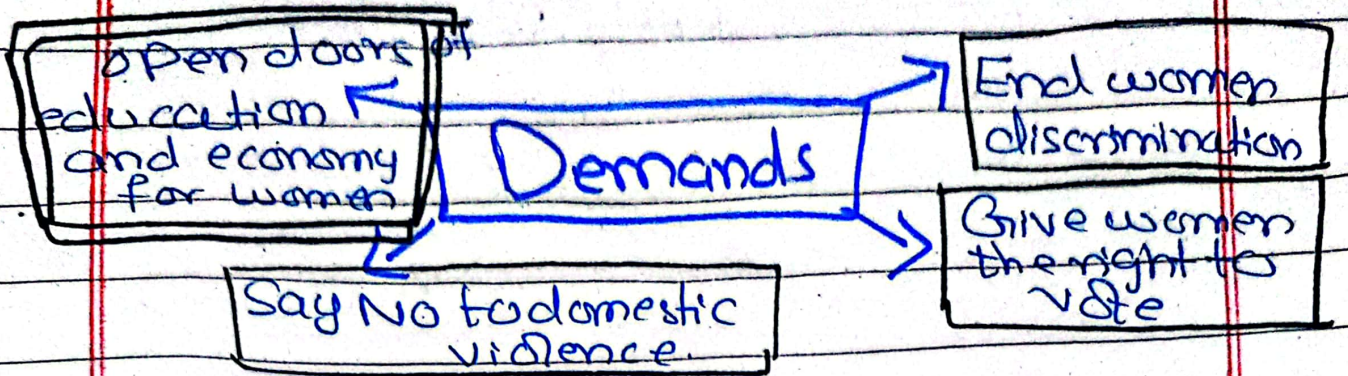 open doors of
educcation
and economy
for women
Demands
End women
discrimination
Give women
the right to
vote
Say No to domestic
violence.